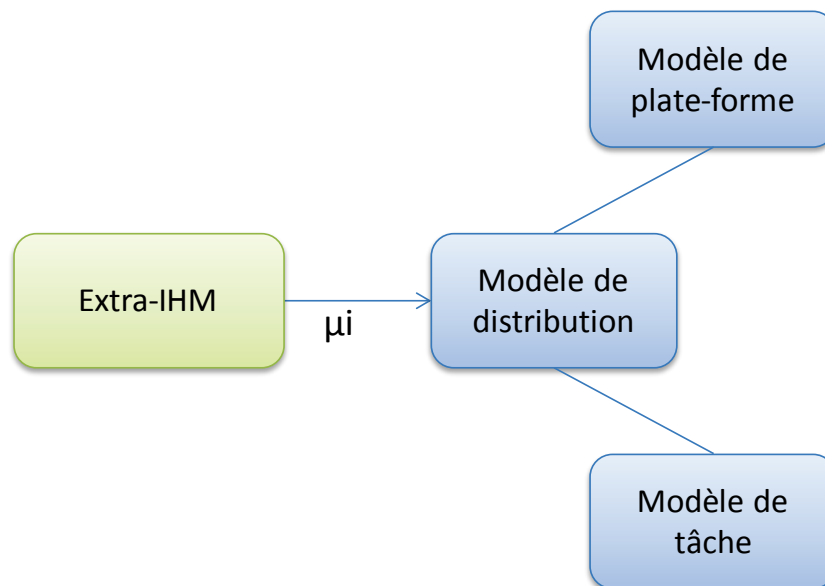 Modèle de
plate-forme
Extra-IHM
µi
Modèle de
distribution
Modèle de
tâche